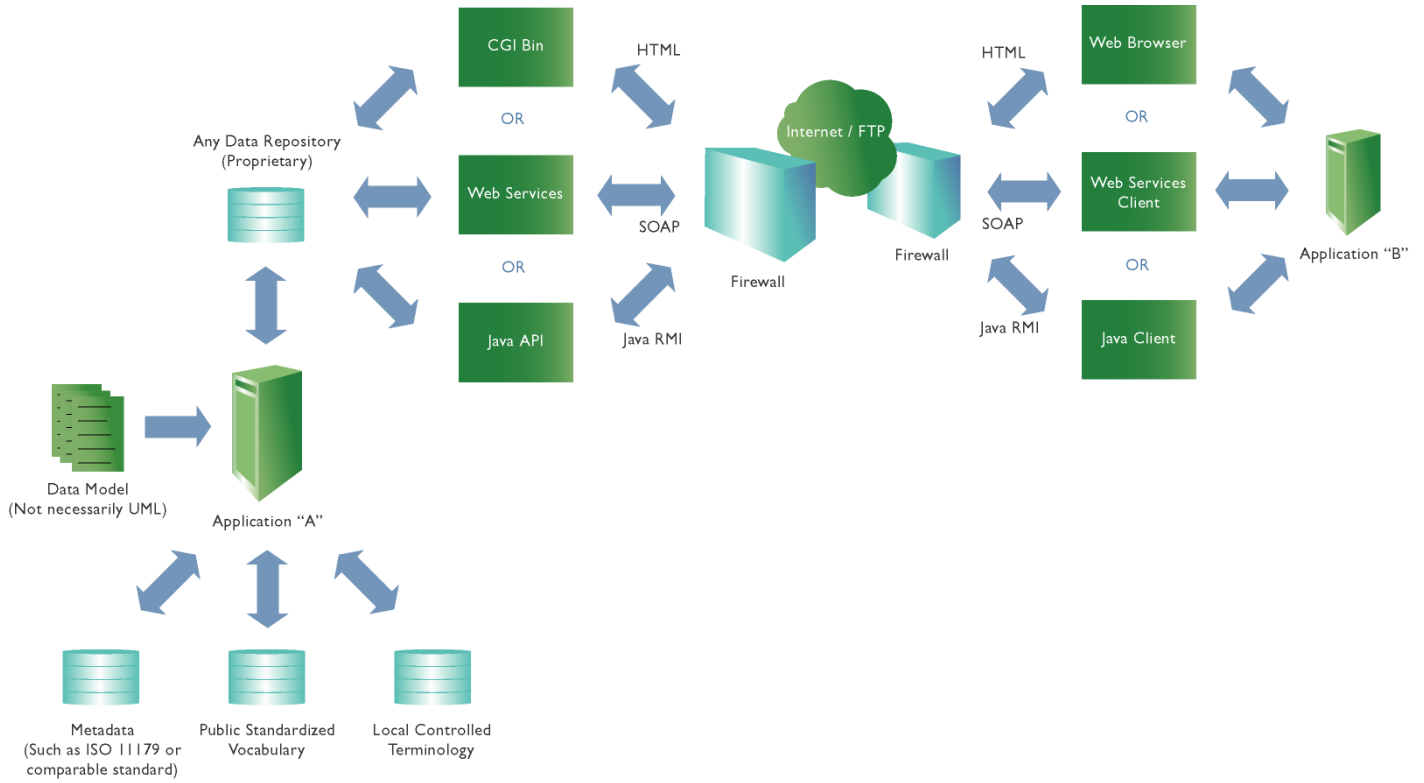 CGI Bin
HTML
HTML
Web Browser
OR
OR
Internet / FTP
Any Data Repository
(Proprietary)
Web Services
SOAP
Firewall
Firewall
SOAP
Web Services
Client
Application “B”
OR
OR
Java API
Java RMI
Java RMI
Java Client
Data Model
(Not necessarily UML)
Application “A”
Metadata
(Such as ISO 11179 or
comparable standard)
Public Standardized
Vocabulary
Local Controlled
Terminology